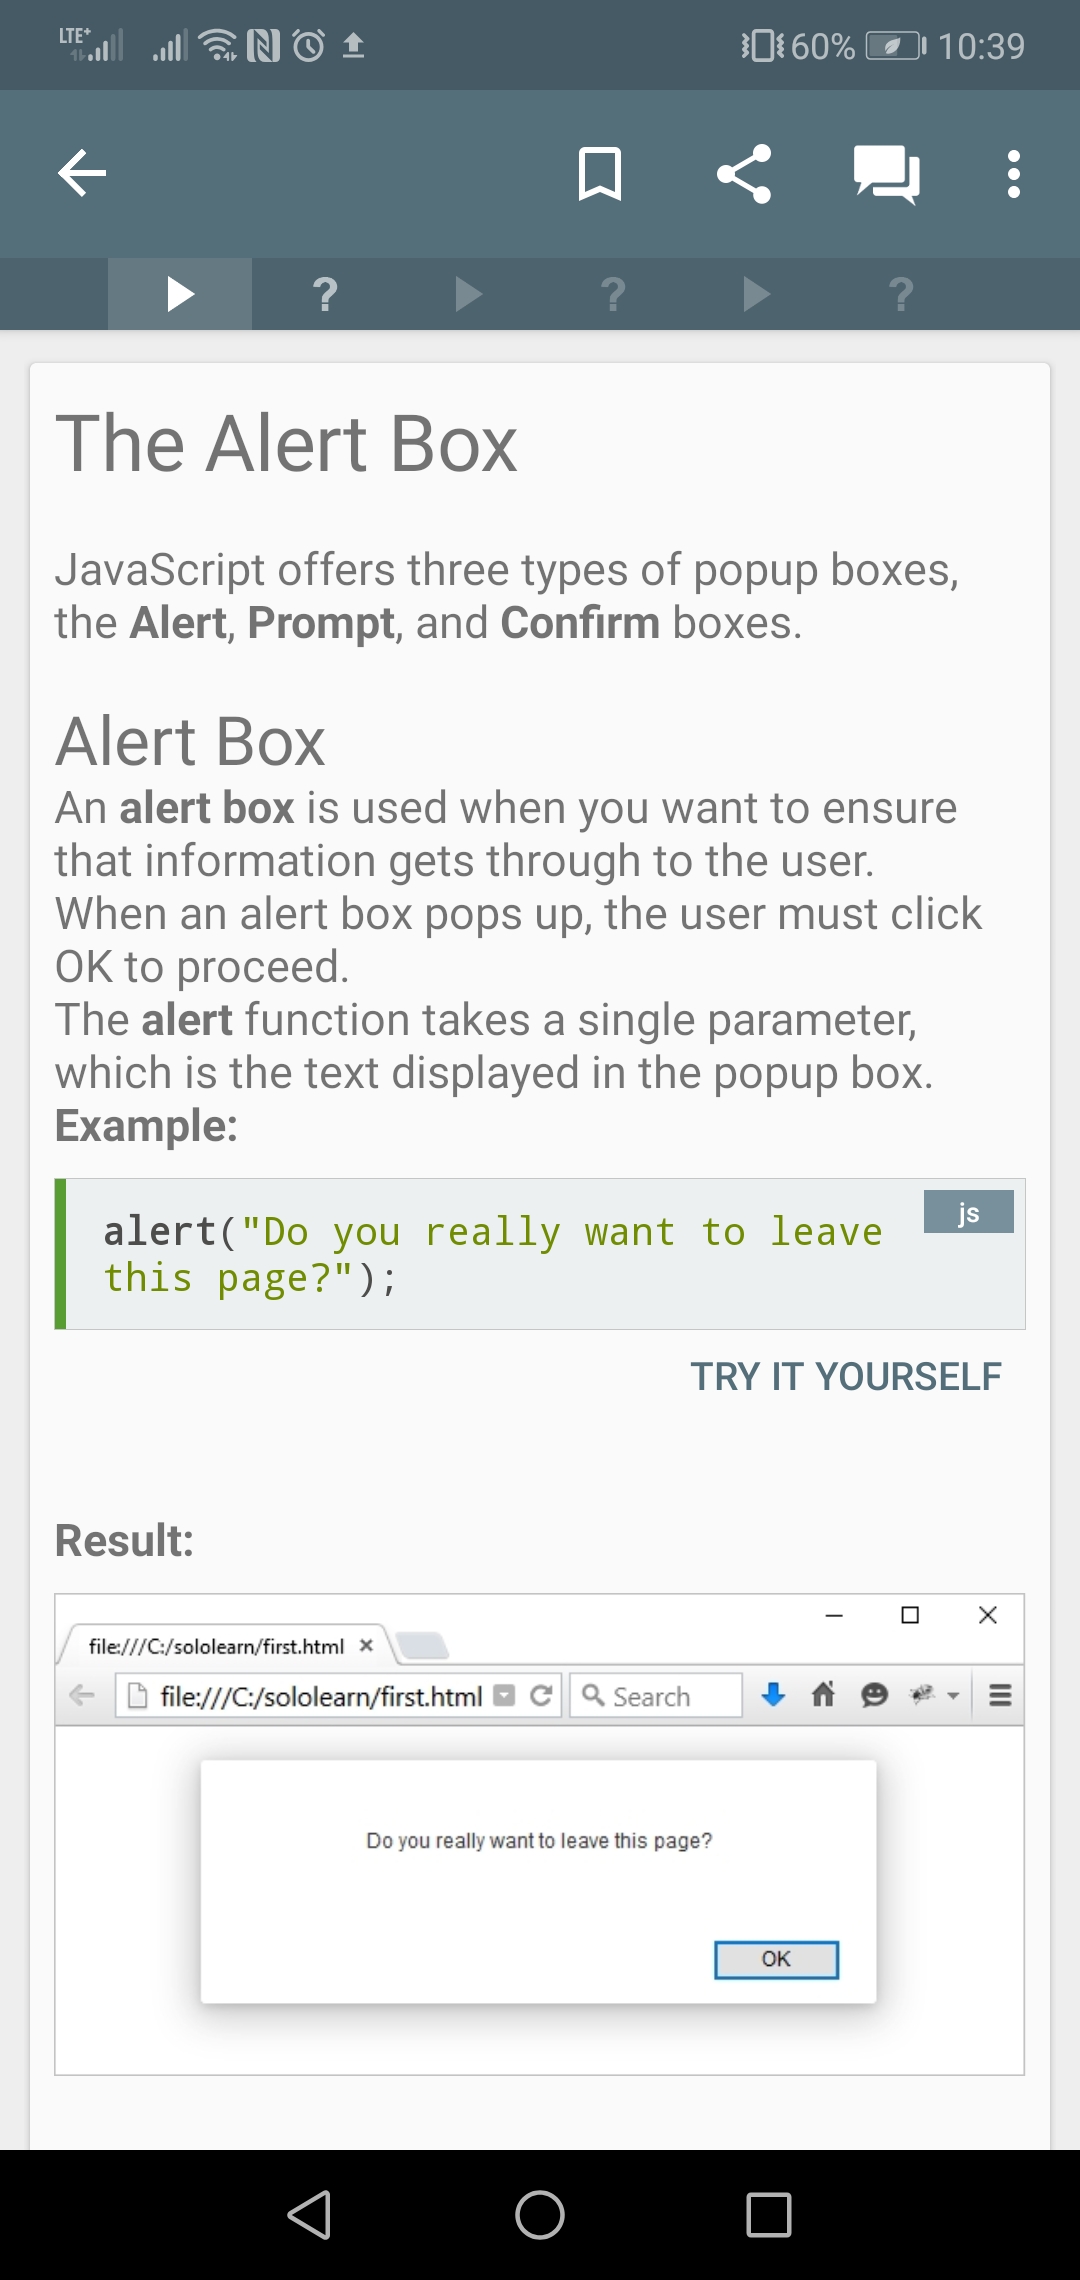 LTE+ 60% 10:39
? ? ?
The Alert Box
JavaScript offers three types of popup boxes,
the Alert, Prompt, and Confirm boxes.
Alert Box
An alert box is used when you want to ensure
that information gets through to the user.
When an alert box pops up, the user must click
OK to proceed.
The alert function takes a single parameter,
which is the text displayed in the popup box.
Example:
js
alert("Do you really want to leave
this page?");
TRY IT YOURSELF
Result:
file:///C:/sololearn/first.html
file:///C:/sololearn/first.html Search
Do you really want to leave this page?
OK